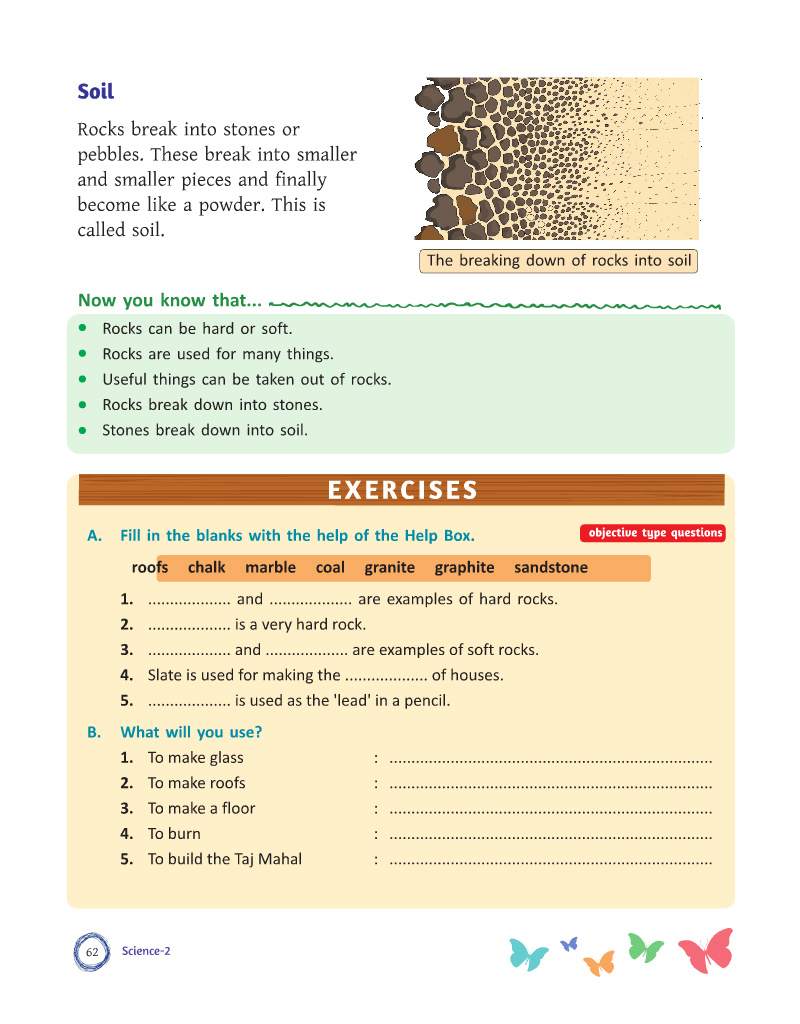 Soil
Rocks break into stones or
pebbles. These break into smaller
and smaller pieces and finally
become like a powder. This is
called soil.
The breaking down of rocks into soil
Now you know that...
• Rocks can be hard or soft.
• Rocks are used for many things.
• Useful things can be taken out of rocks.
• Rocks break down into stones.
• Stones break down into soil.
EXERCISES
A. Fill in the blanks with the help of the Help Box.
objective type questions
roofs chalk marble coal granite graphite sandstone
1. ................... and ................... are examples of hard rocks.
2. ................... is a very hard rock.
3. ................... and ................... are examples of soft rocks.
4. Slate is used for making the ................... of houses.
5. ................... is used as the 'lead' in a pencil.
B. What will you use?
1. To make glass : ..........................................................................
2. To make roofs : ..........................................................................
3. To make a floor : ..........................................................................
4. To burn : ..........................................................................
5. To build the Taj Mahal : ..........................................................................
62 Science-2